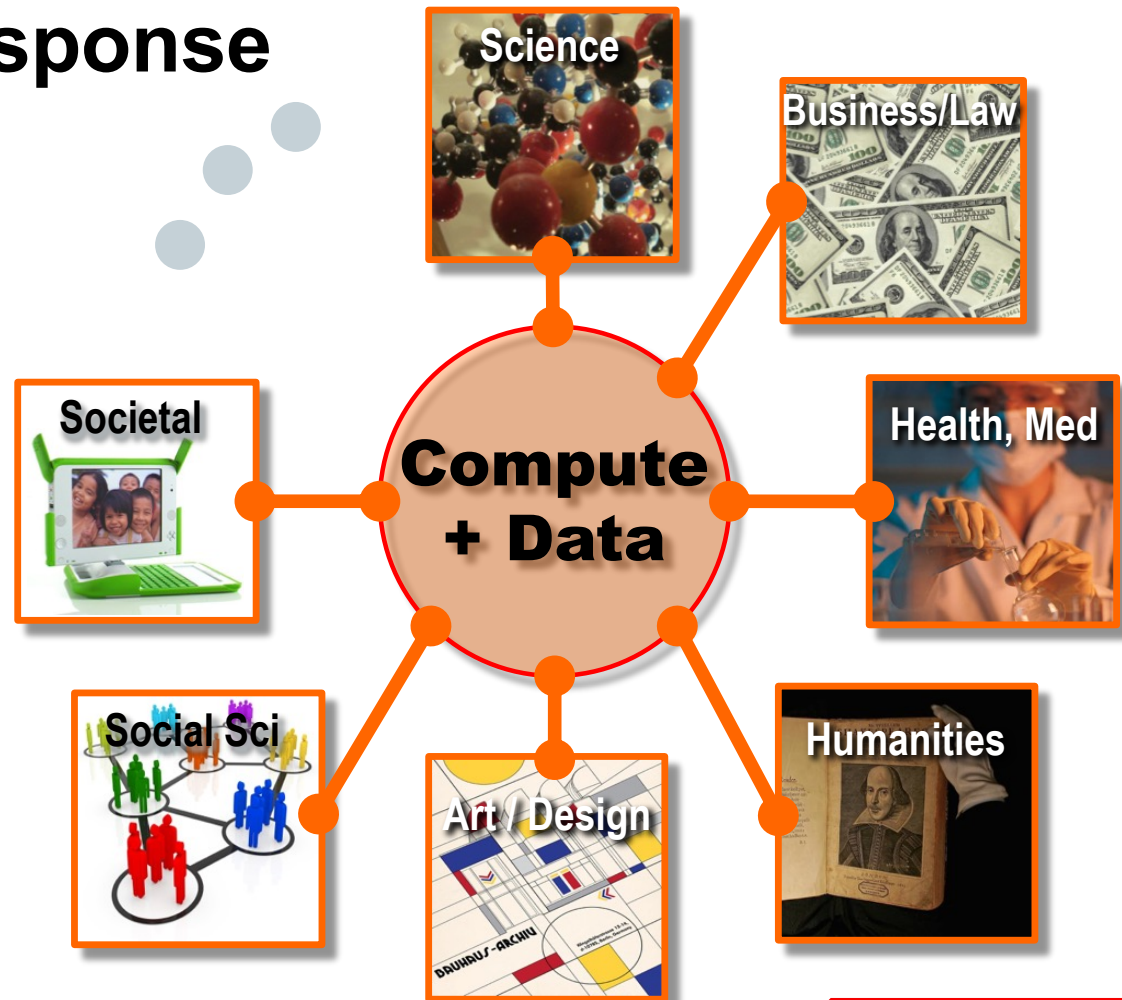 sponse
Science
Business/Law
Societal
Health, Med
Compute
+ Data
Social Sci
Humanities
Art / Design
BAUHAUS-ARCHIV